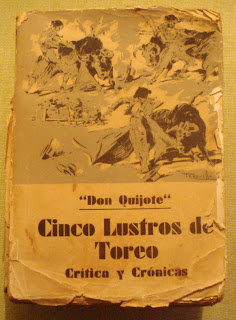 "Don Quijote"
Cinco Lustros de
Toreo
Crítica y Crónicas